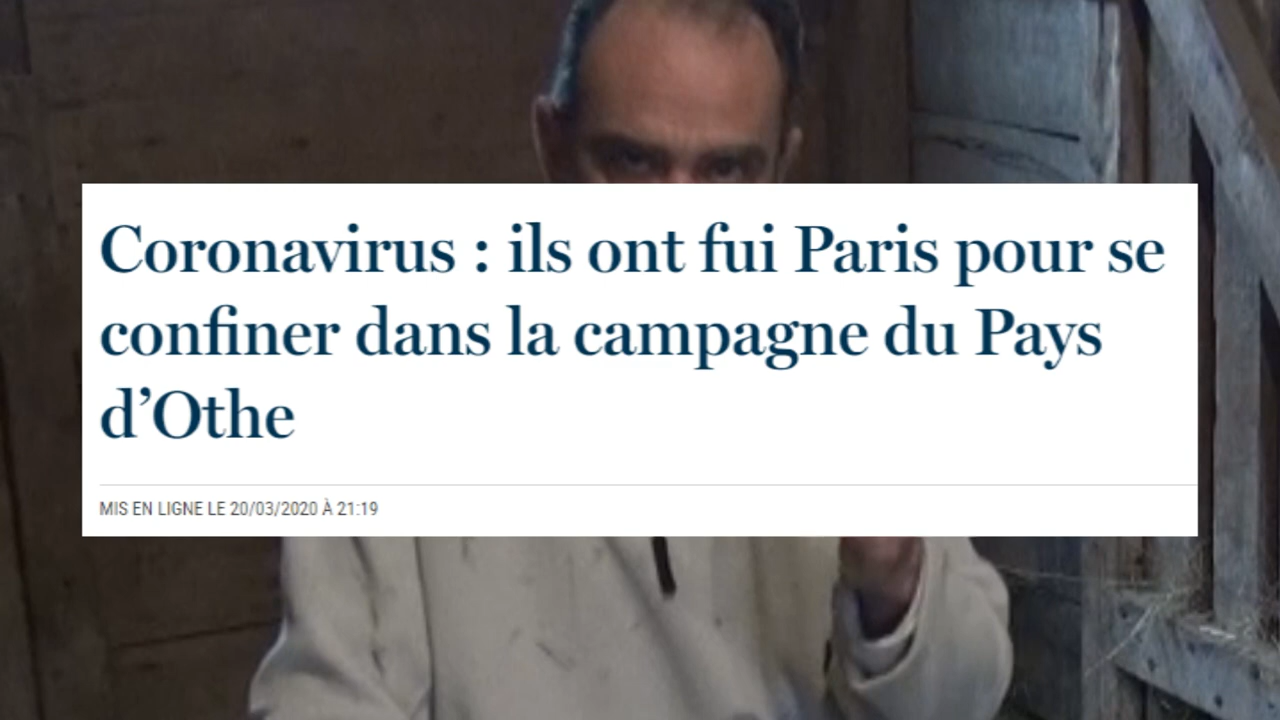 Coronavirus : ils ont fui Paris pour se
confiner dans la campagne du Pays
d’Othe
MIS EN LIGNE LE 20/03/2020 À 21:19